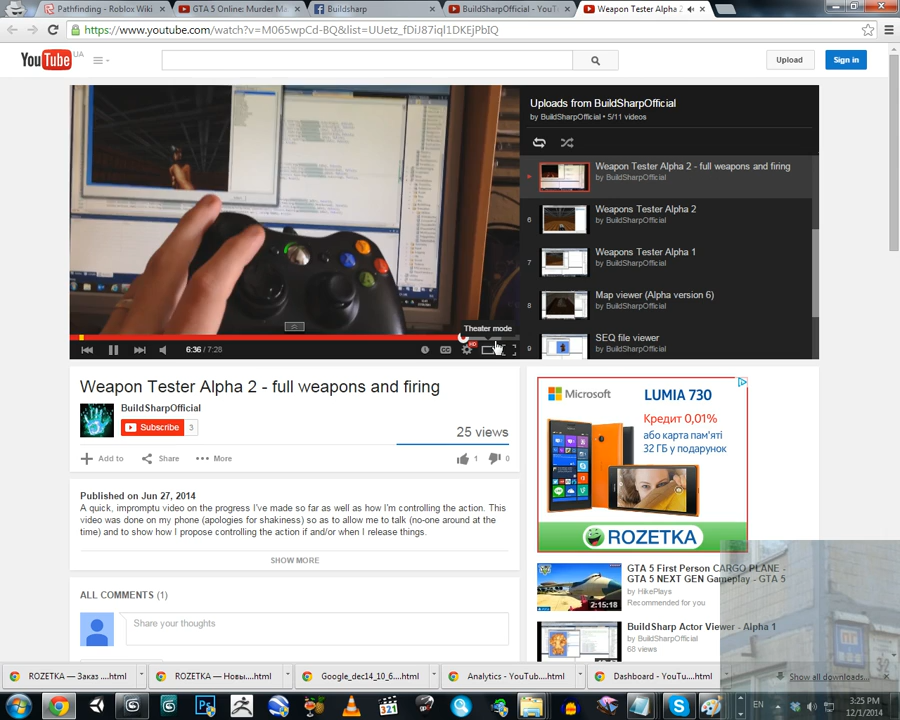 Pathfinding - Roblox Wiki
GTA 5 Online: Murder M
Buildsharp
BuildSharpOfficial - YouT
Weapon Tester Alpha 2
https://www.youtube.com/watch?v=M065wpCd-BQ&list=UUetz_fDiJ87iqI1DKEjPbIQ
You Tube UA
Upload
Sign in
Uploads from BuildSharpOfficial
by BuildSharpOfficial • 5/11 videos
Weapon Tester Alpha 2 - full weapons and firing
by BuildSharpOfficial
6
Weapons Tester Alpha 2
by BuildSharpOfficial
7
Weapons Tester Alpha 1
by BuildSharpOfficial
8
Map viewer (Alpha version 6)
by BuildSharpOfficial
9
SEQ file viewer
by BuildSharpOfficial
Theater mode
6:36 / 7:28
HD
Weapon Tester Alpha 2 - full weapons and firing
BuildSharpOfficial
Subscribe 3
25 views
Add to
Share
More
1
0
Published on Jun 27, 2014
A quick, impromptu video on the progress I've made so far as well as how I'm controlling the action. This
video was done on my phone (apologies for shakiness) so as to allow me to talk (no-one around at the
time) and to show how I propose controlling the action if and/or when I release things.
SHOW MORE
ALL COMMENTS (1)
Share your thoughts
Microsoft
LUMIA 730
Кредит 0,01%
або карта пам'яті
32 ГБ у подарунок
ROZETKA
GTA 5 First Person CARGO PLANE -
GTA 5 NEXT GEN Gameplay - GTA 5
by HikePlays
Recommended for you
2:15:18
BuildSharp Actor Viewer - Alpha 1
by BuildSharpOfficial
68 views
ROZETKA — Заказ ....html
ROZETKA — Новы....html
Google_dec14_10_6....html
Analytics - YouTub....html
Dashboard - YouTu....html
Show all downloads...
321
EN
3:25 PM
12/1/2014